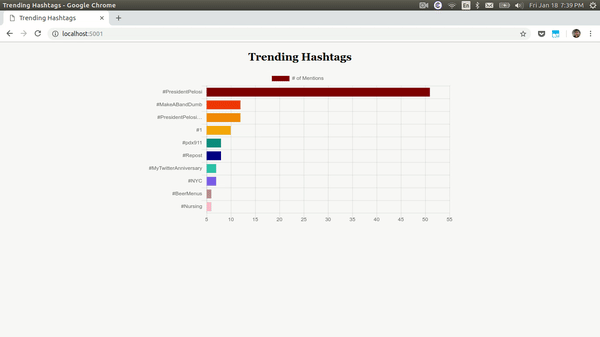 Trending Hashtags - Google Chrome
En
Fri Jan 18 7:39 PM
Trending Hashtags
localhost:5001
Trending Hashtags
# of Mentions
#PresidentPelosi
#MakeABandDumb
#PresidentPelosi…
#1
#pdx911
#Repost
#MyTwitterAnniversary
#NYC
#BeerMenus
#Nursing
5 10 15 20 25 30 35 40 45 50 55